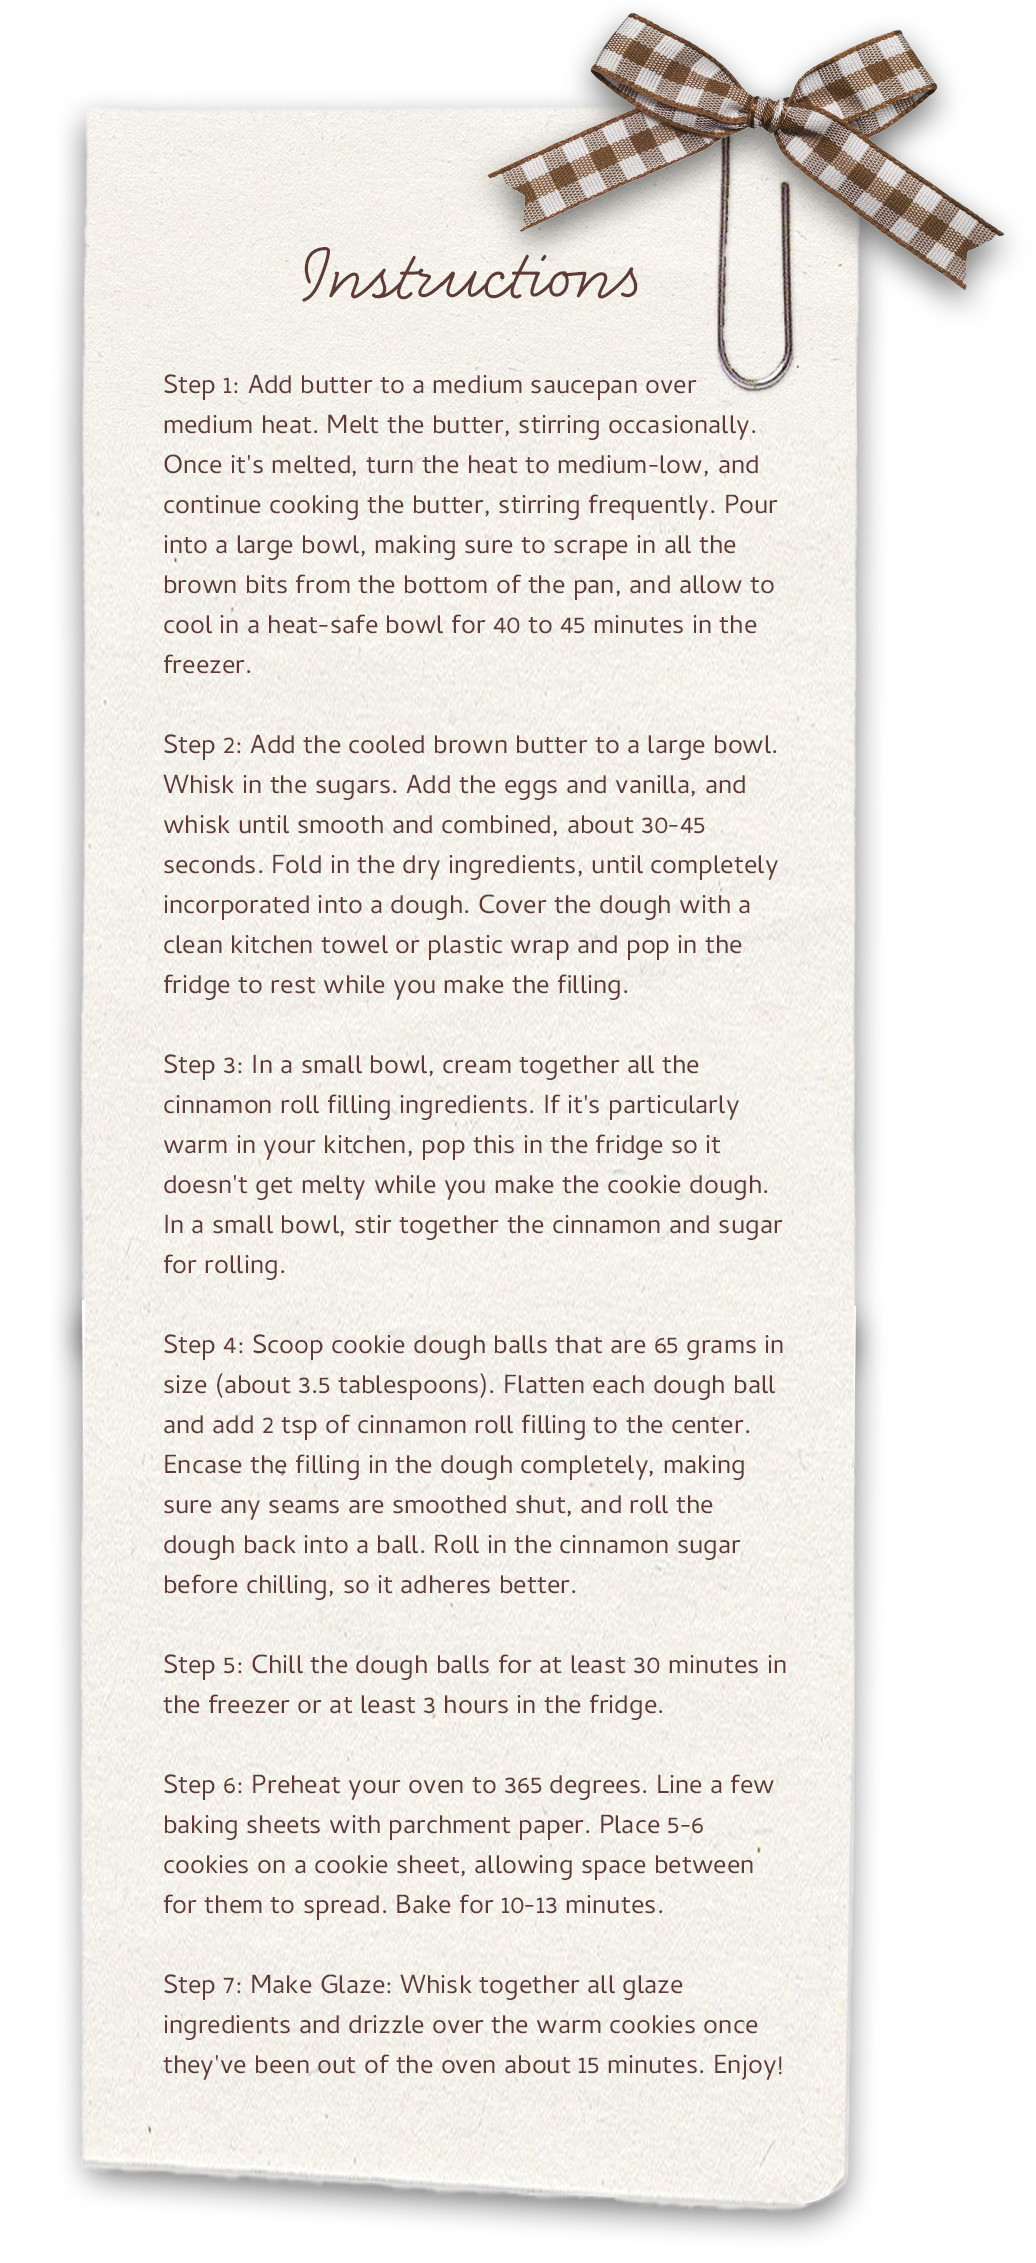 Instructions
Step 1: Add butter to a medium saucepan over
medium heat. Melt the butter, stirring occasionally.
Once it's melted, turn the heat to medium-low, and
continue cooking the butter, stirring frequently. Pour
into a large bowl, making sure to scrape in all the
brown bits from the bottom of the pan, and allow to
cool in a heat-safe bowl for 40 to 45 minutes in the
freezer.
Step 2: Add the cooled brown butter to a large bowl.
Whisk in the sugars. Add the eggs and vanilla, and
whisk until smooth and combined, about 30-45
seconds. Fold in the dry ingredients, until completely
incorporated into a dough. Cover the dough with a
clean kitchen towel or plastic wrap and pop in the
fridge to rest while you make the filling.
Step 3: In a small bowl, cream together all the
cinnamon roll filling ingredients. If it's particularly
warm in your kitchen, pop this in the fridge so it
doesn't get melty while you make the cookie dough.
In a small bowl, stir together the cinnamon and sugar
for rolling.
Step 4: Scoop cookie dough balls that are 65 grams in
size (about 3.5 tablespoons). Flatten each dough ball
and add 2 tsp of cinnamon roll filling to the center.
Encase the filling in the dough completely, making
sure any seams are smoothed shut, and roll the
dough back into a ball. Roll in the cinnamon sugar
before chilling, so it adheres better.
Step 5: Chill the dough balls for at least 30 minutes in
the freezer or at least 3 hours in the fridge.
Step 6: Preheat your oven to 365 degrees. Line a few
baking sheets with parchment paper. Place 5-6
cookies on a cookie sheet, allowing space between
for them to spread. Bake for 10-13 minutes.
Step 7: Make Glaze: Whisk together all glaze
ingredients and drizzle over the warm cookies once
they've been out of the oven about 15 minutes. Enjoy!